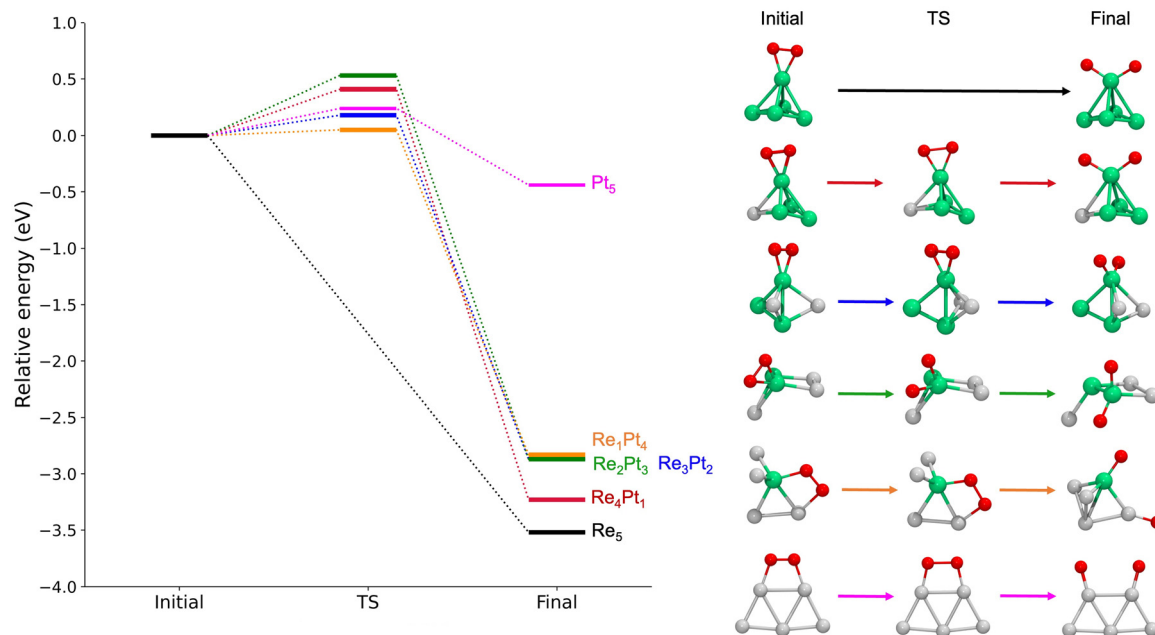 Relative energy (eV)
1.0
0.5
0.0
−0.5
−1.0
−1.5
−2.0
−2.5
−3.0
−3.5
−4.0
Initial TS Final
Pt₅
Re₁Pt₄
Re₂Pt₃ Re₃Pt₂
Re₄Pt₁
Re₅
Initial TS Final